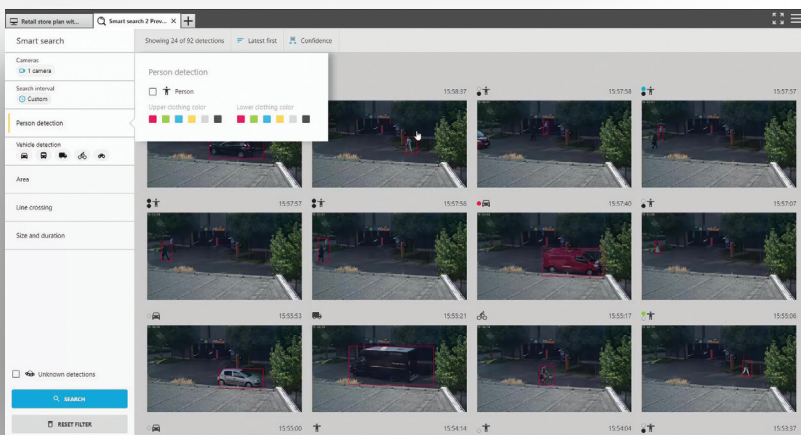 Retail store plan wit...
Smart search 2 Prev...
Smart search
Showing 24 of 92 detections
Latest first
Confidence
Cameras
1 camera
Search interval
Custom
Person detection
Vehicle detection
Area
Line crossing
Size and duration
Unknown detections
SEARCH
RESET FILTER
Person detection
Person
Upper clothing color
Lower clothing color
15:58:37
15:57:58
15:57:57
15:57:57
15:57:56
15:57:40
15:57:07
15:55:53
15:55:21
15:55:17
15:55:06
15:55:00
15:54:14
15:54:04
15:53:37